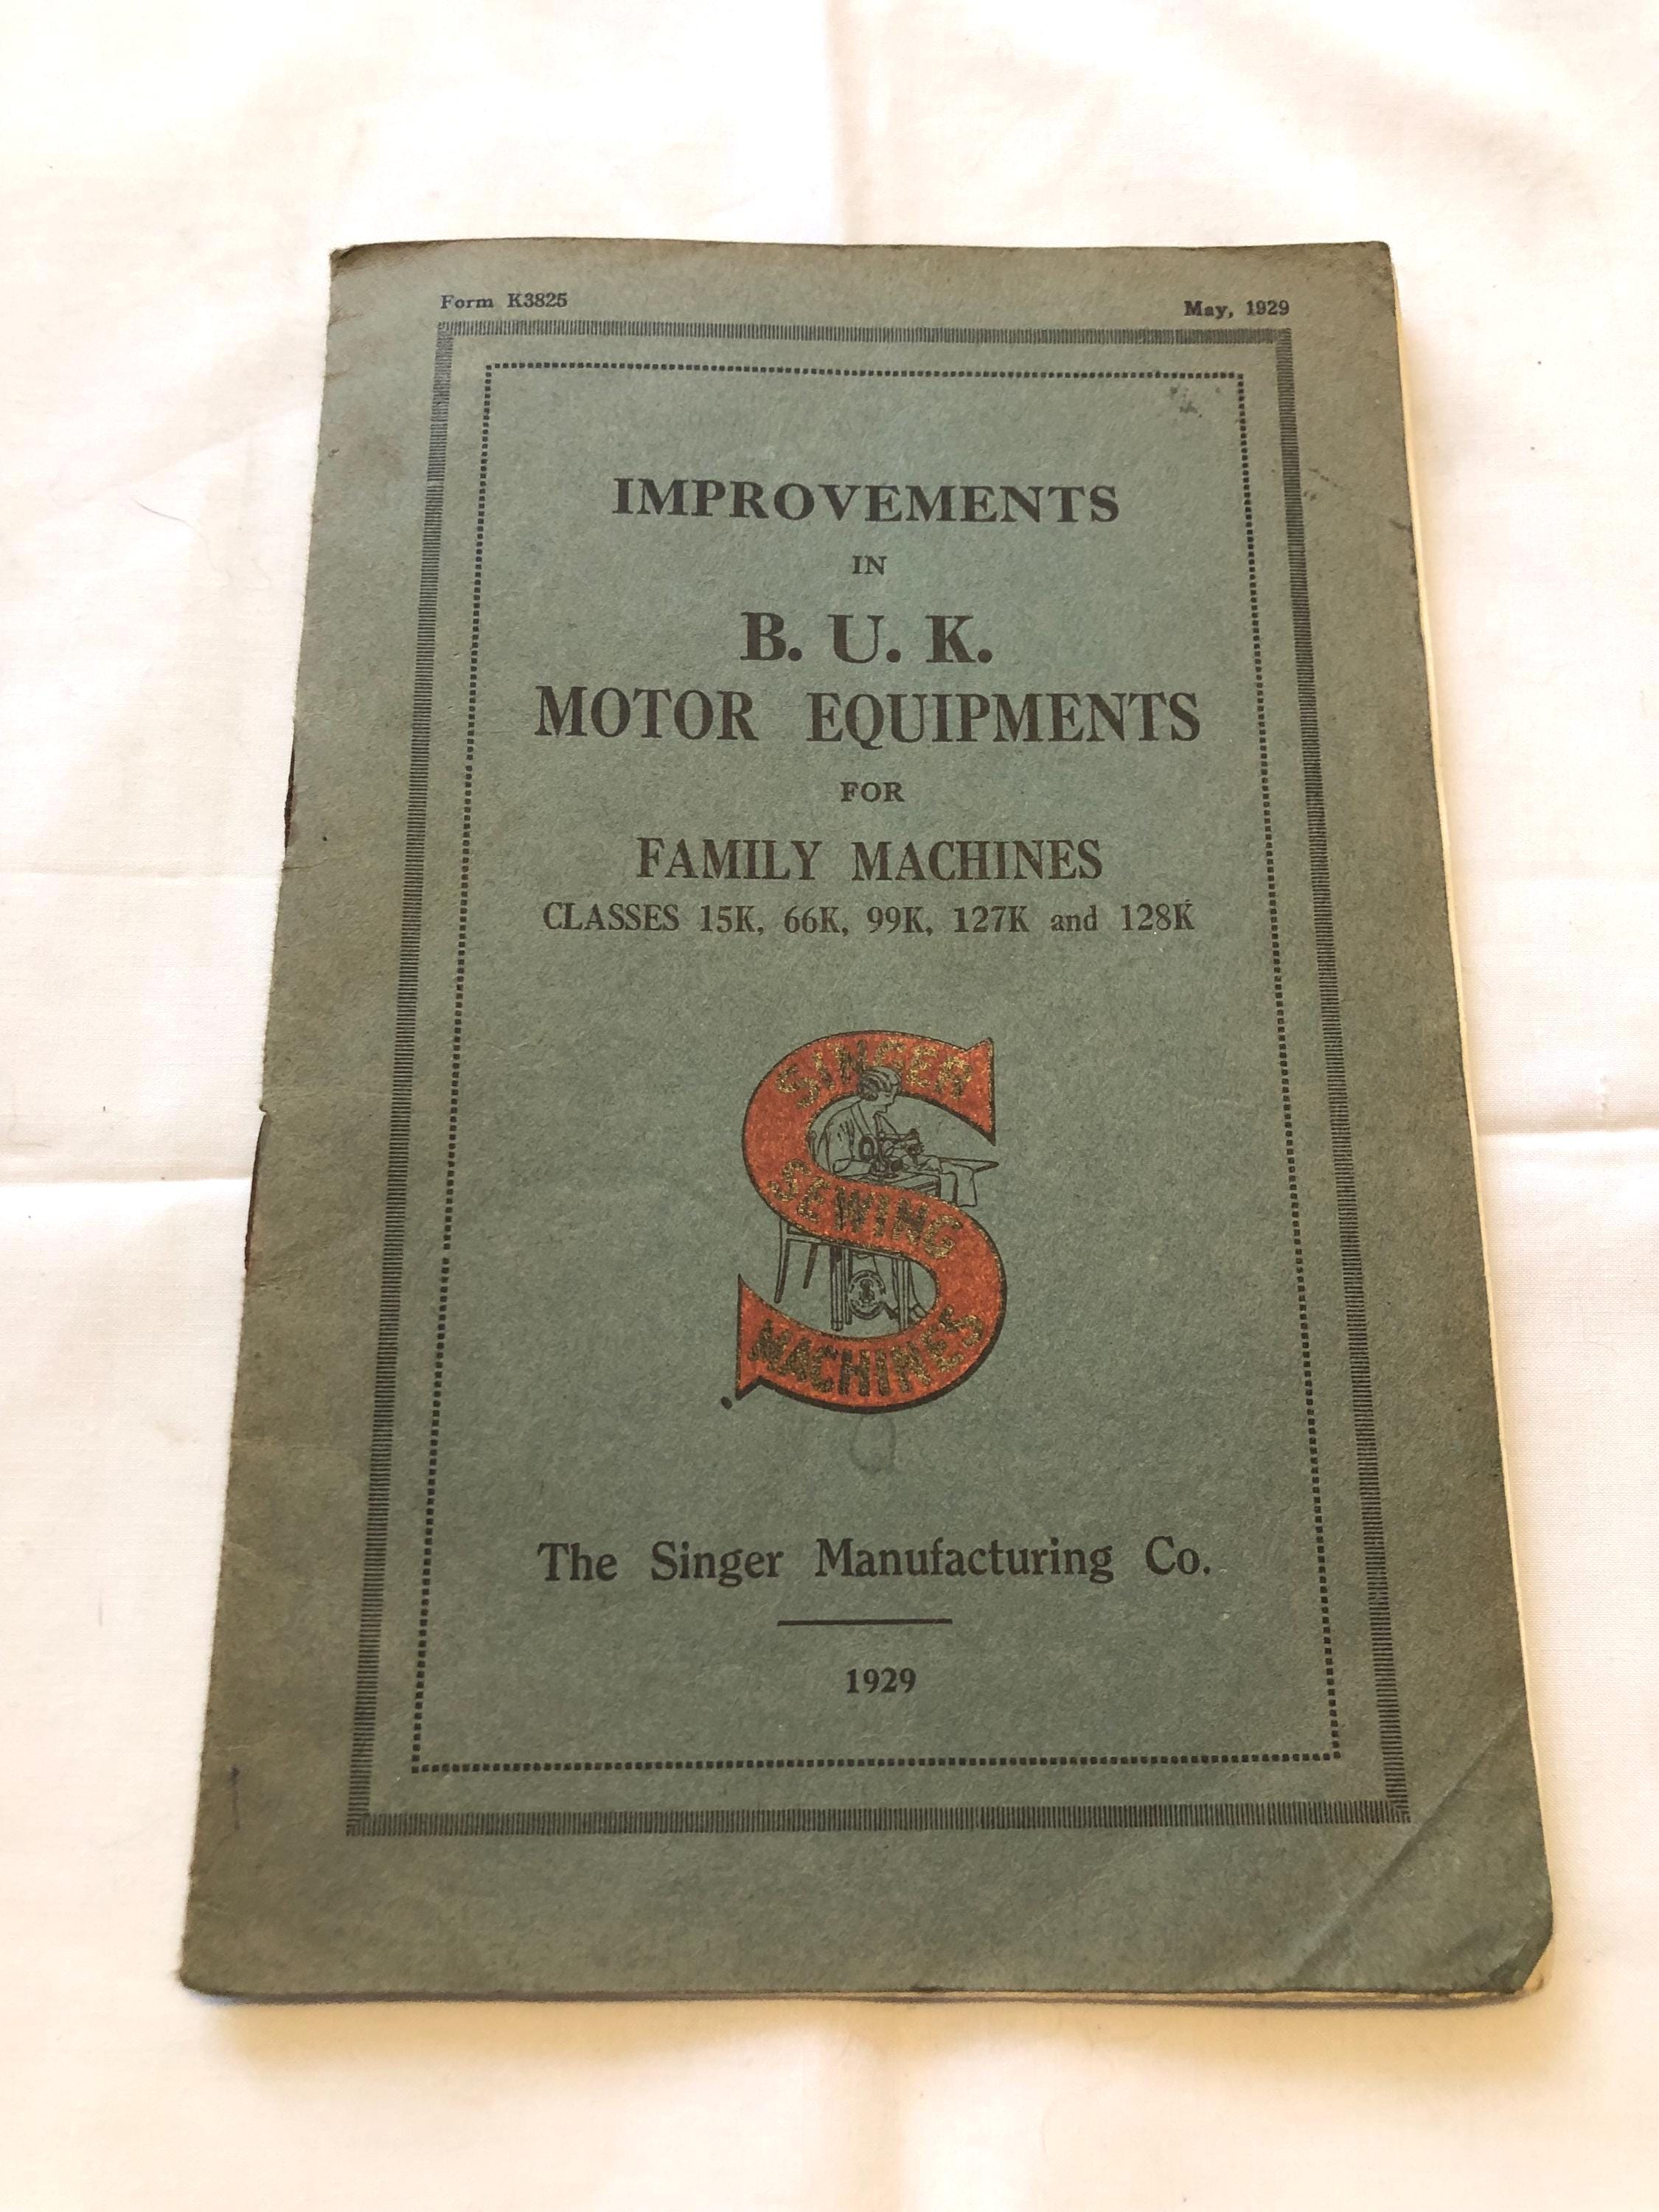 Form K3825
May, 1929
IMPROVEMENTS
IN
B. U. K.
MOTOR EQUIPMENTS
FOR
FAMILY MACHINES
CLASSES 15K, 66K, 99K, 127K and 128K
SINGER
SEWING
MACHINES
The Singer Manufacturing Co.
1929